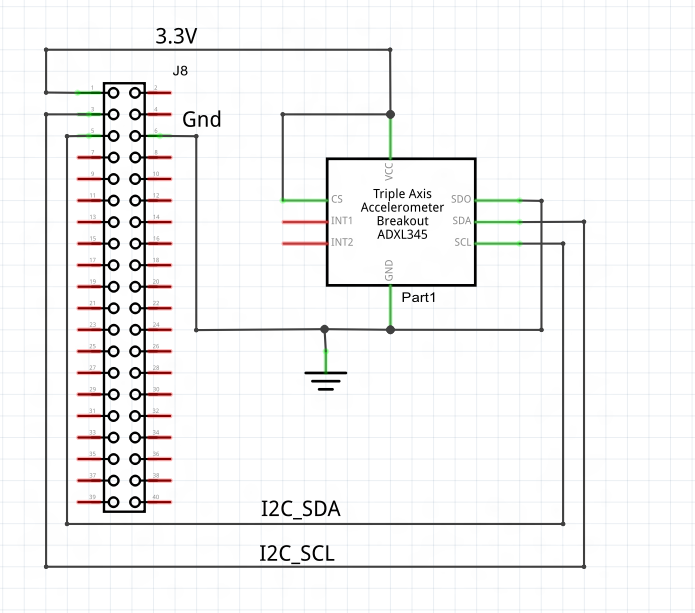 3.3V
J8
1 2
3 4
Gnd
5 6
7 8
9 10
11 12
13 14
15 16
17 18
19 20
21 22
23 24
25 26
27 28
29 30
31 32
33 34
35 36
37 38
39 40
VCC
CS
INT1
INT2
Triple Axis
Accelerometer
Breakout
ADXL345
SDO
SDA
SCL
GND
Part1
I2C_SDA
I2C_SCL